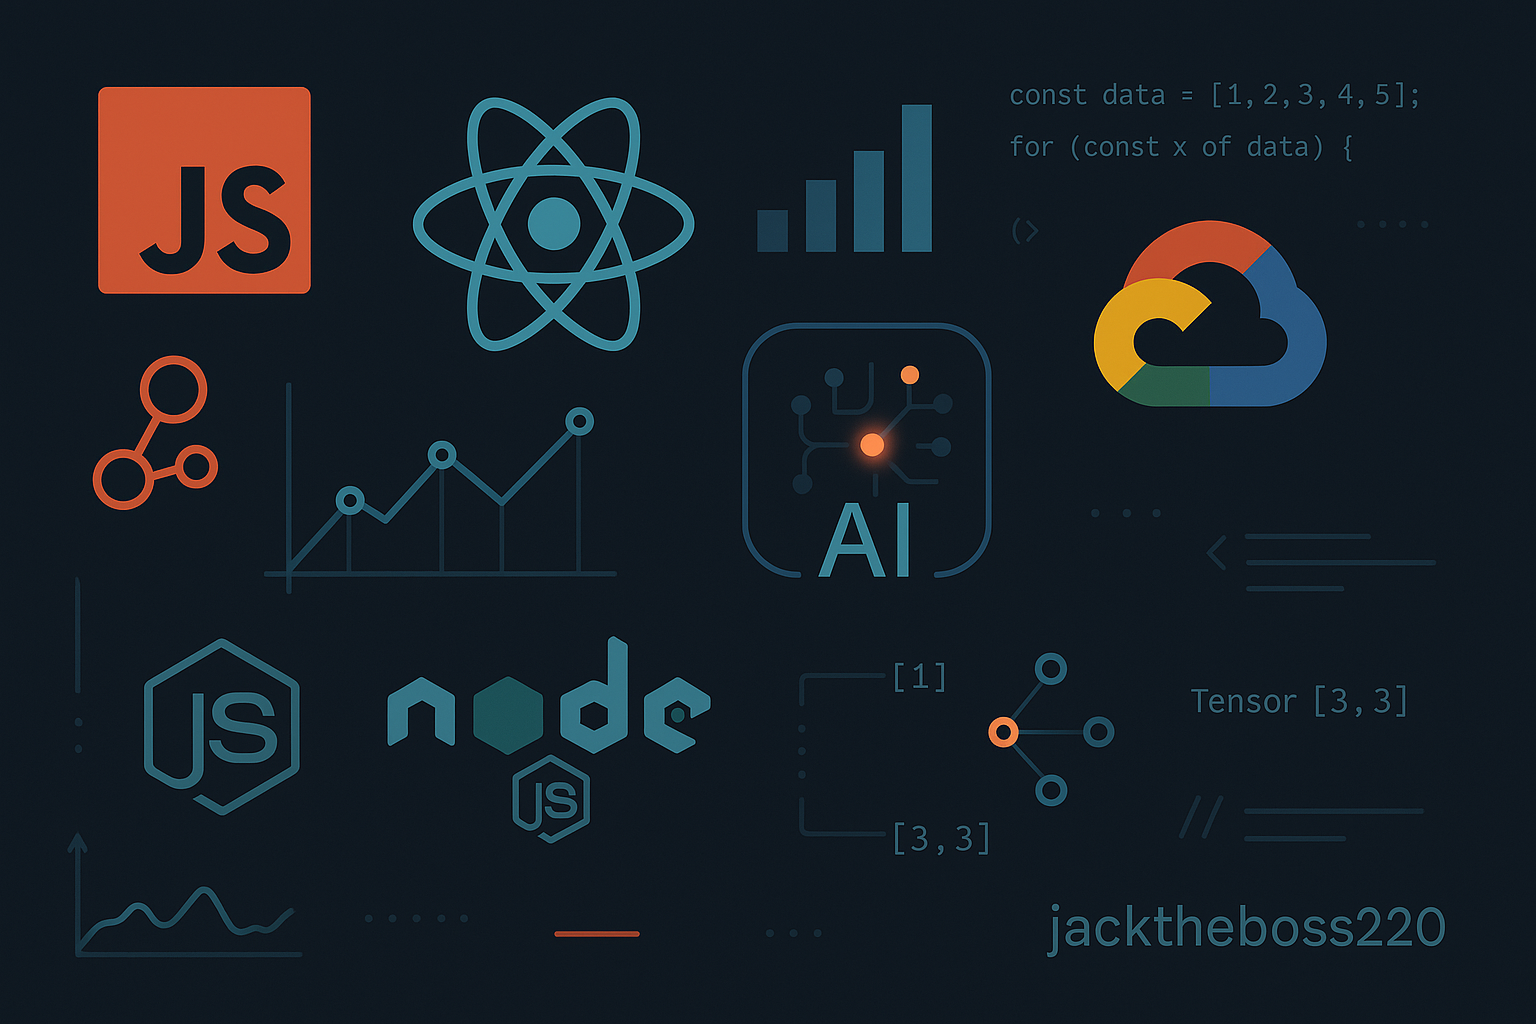 const data = [1,2,3,4,5];
for (const x of data) {
JS
AI
JS
node
JS
[1]
[3,3]
Tensor [3,3]
//
jacktheboss220